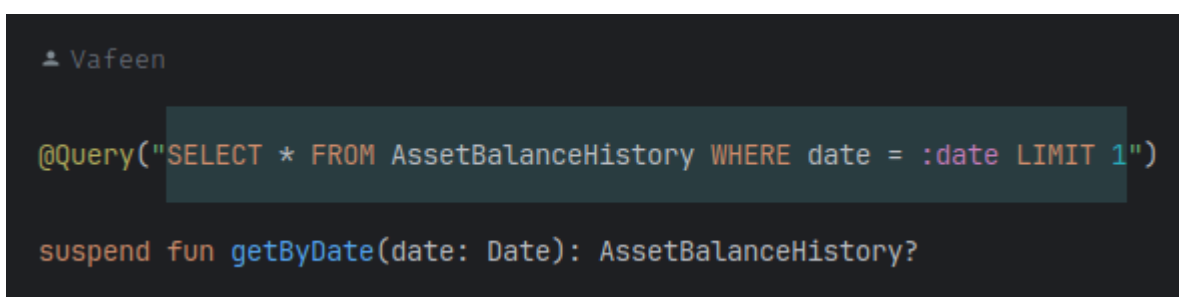 Vafeen
@Query("SELECT * FROM AssetBalanceHistory WHERE date = :date LIMIT 1")
suspend fun getByDate(date: Date): AssetBalanceHistory?